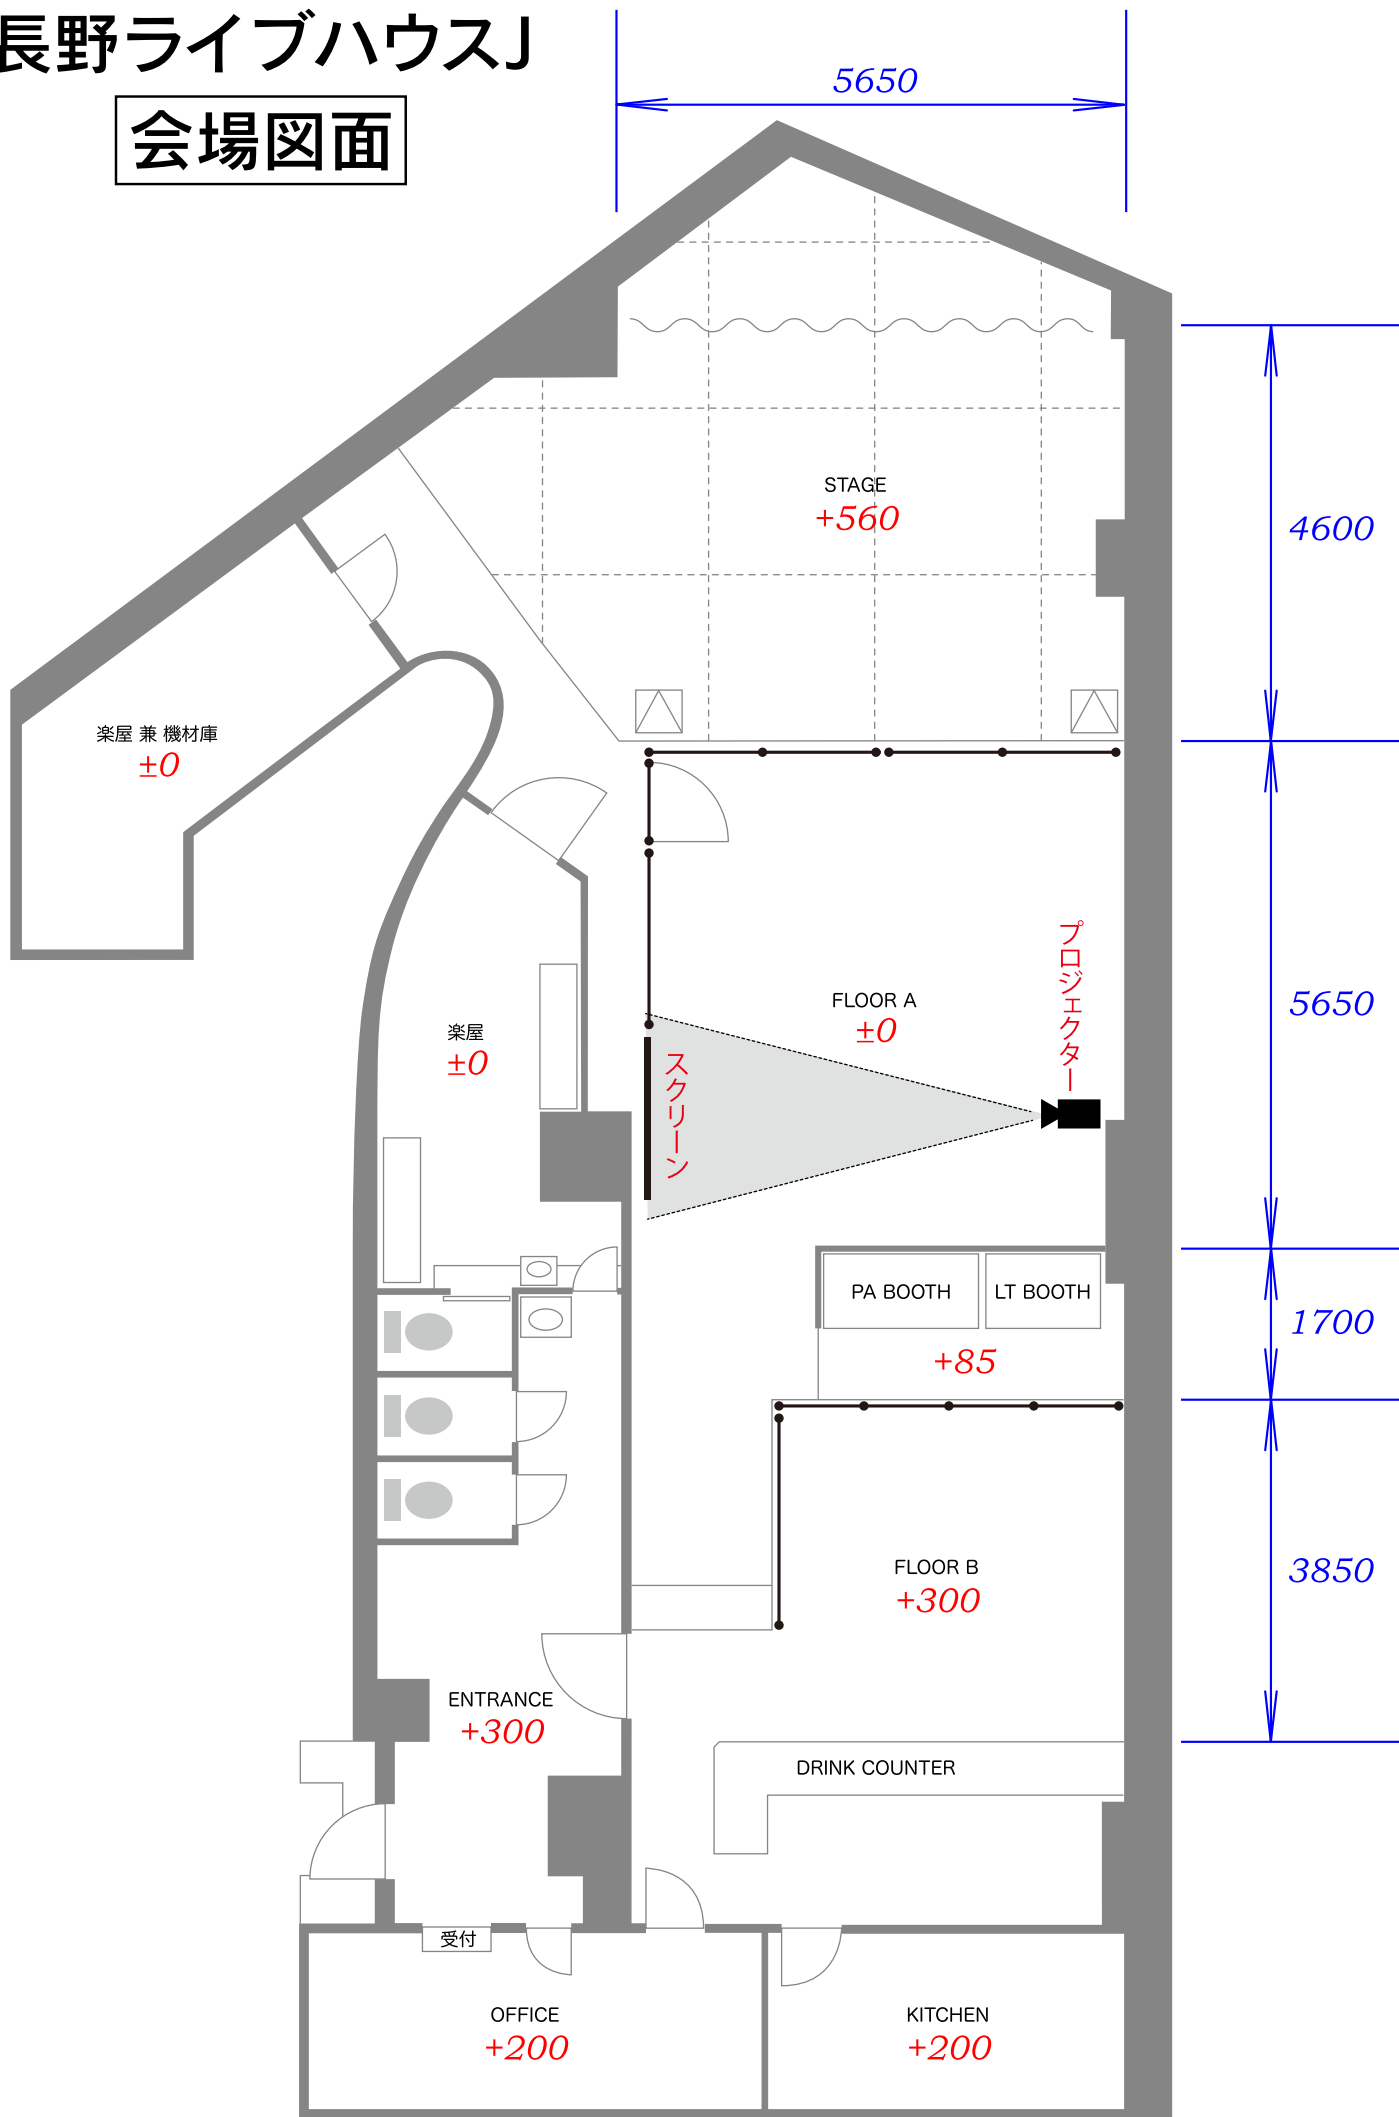 長野ライブハウスJ
会場図面
5650
STAGE
+560
4600
楽屋 兼 機材庫
±0
プロジェクター
FLOOR A
±0
5650
スクリーン
楽屋
±0
PA BOOTH
LT BOOTH
+85
1700
FLOOR B
+300
3850
ENTRANCE
+300
DRINK COUNTER
受付
OFFICE
+200
KITCHEN
+200